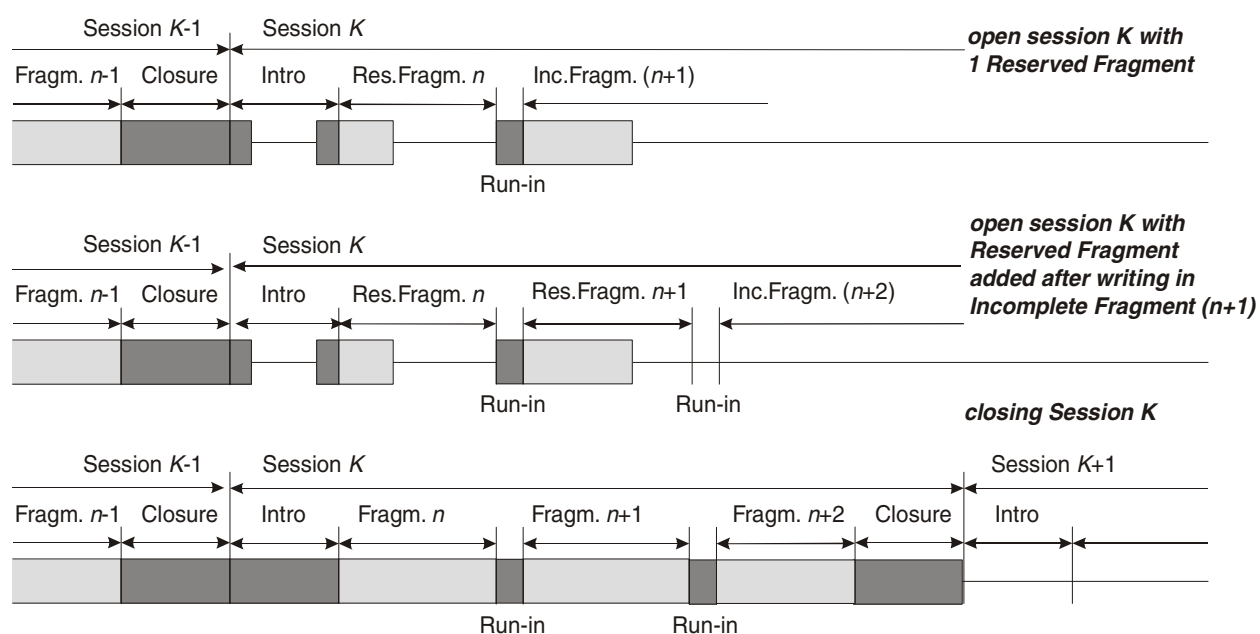 Session K-1 Session K
open session K with
1 Reserved Fragment
Fragm. n-1 Closure Intro Res.Fragm. n Inc.Fragm. (n+1)
Run-in
open session K with
Reserved Fragment
added after writing in
Incomplete Fragment (n+1)
Session K-1 Session K
Fragm. n-1 Closure Intro Res.Fragm. n Res.Fragm. n+1 Inc.Fragm. (n+2)
Run-in Run-in
closing Session K
Session K-1 Session K Session K+1
Fragm. n-1 Closure Intro Fragm. n Fragm. n+1 Fragm. n+2 Closure Intro
Run-in Run-in